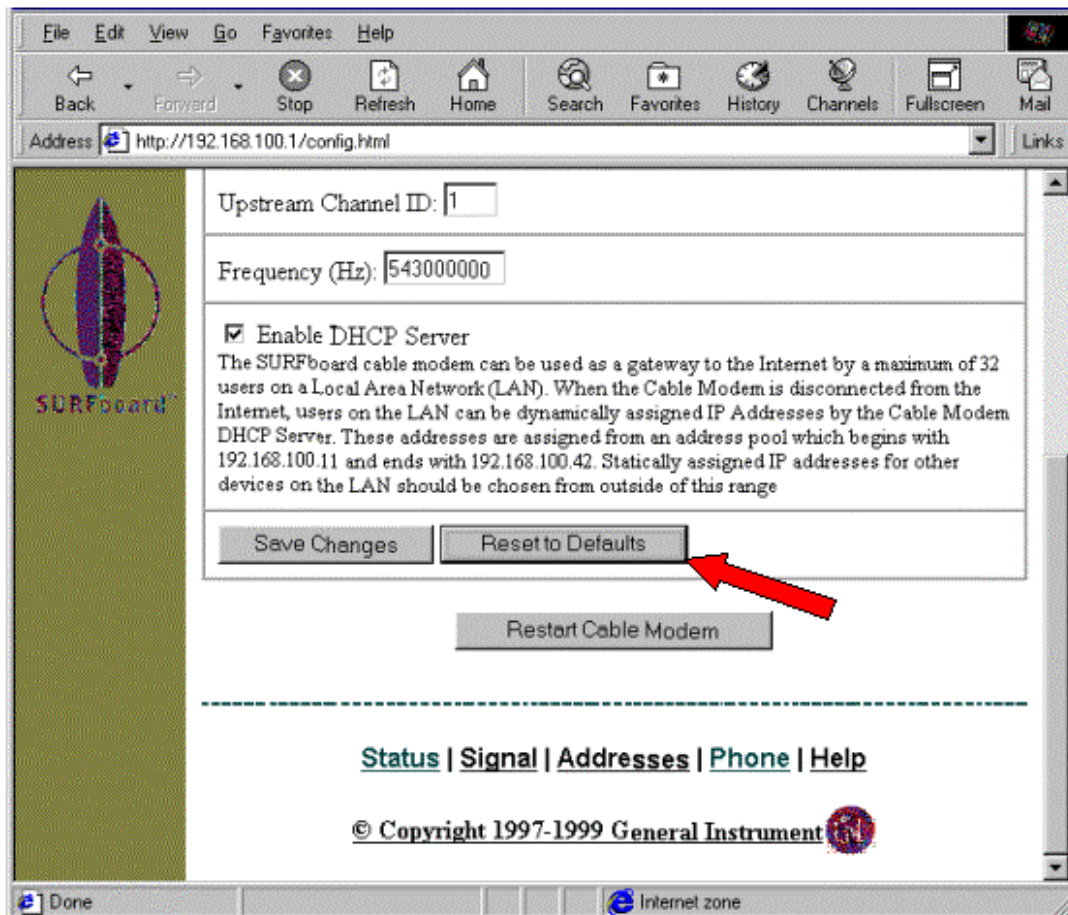 File Edit View Go Favorites Help
Back Forward Stop Refresh Home Search Favorites History Channels Fullscreen Mail
Address http://192.168.100.1/config.html Links
Upstream Channel ID: 1
Frequency (Hz): 543000000
Enable DHCP Server
The SURFboard cable modem can be used as a gateway to the Internet by a maximum of 32
users on a Local Area Network (LAN). When the Cable Modem is disconnected from the
Internet, users on the LAN can be dynamically assigned IP Addresses by the Cable Modem
DHCP Server. These addresses are assigned from an address pool which begins with
192.168.100.11 and ends with 192.168.100.42. Statically assigned IP addresses for other
devices on the LAN should be chosen from outside of this range
SURFboard™
Save Changes Reset to Defaults
Restart Cable Modem
Status | Signal | Addresses | Phone | Help
© Copyright 1997-1999 General Instrument
Done Internet zone